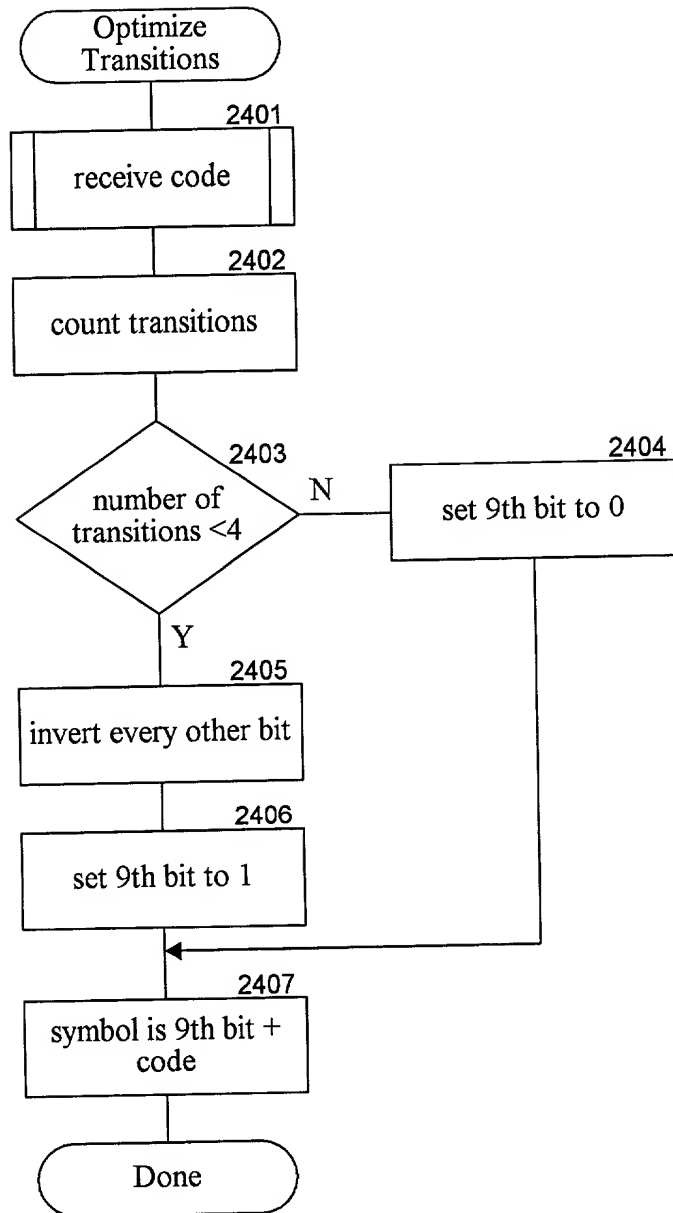 Optimize
Transitions
2401
receive code
2402
count transitions
2403
number of
transitions <4
N
2404
set 9th bit to 0
Y
2405
invert every other bit
2406
set 9th bit to 1
2407
symbol is 9th bit +
code
Done